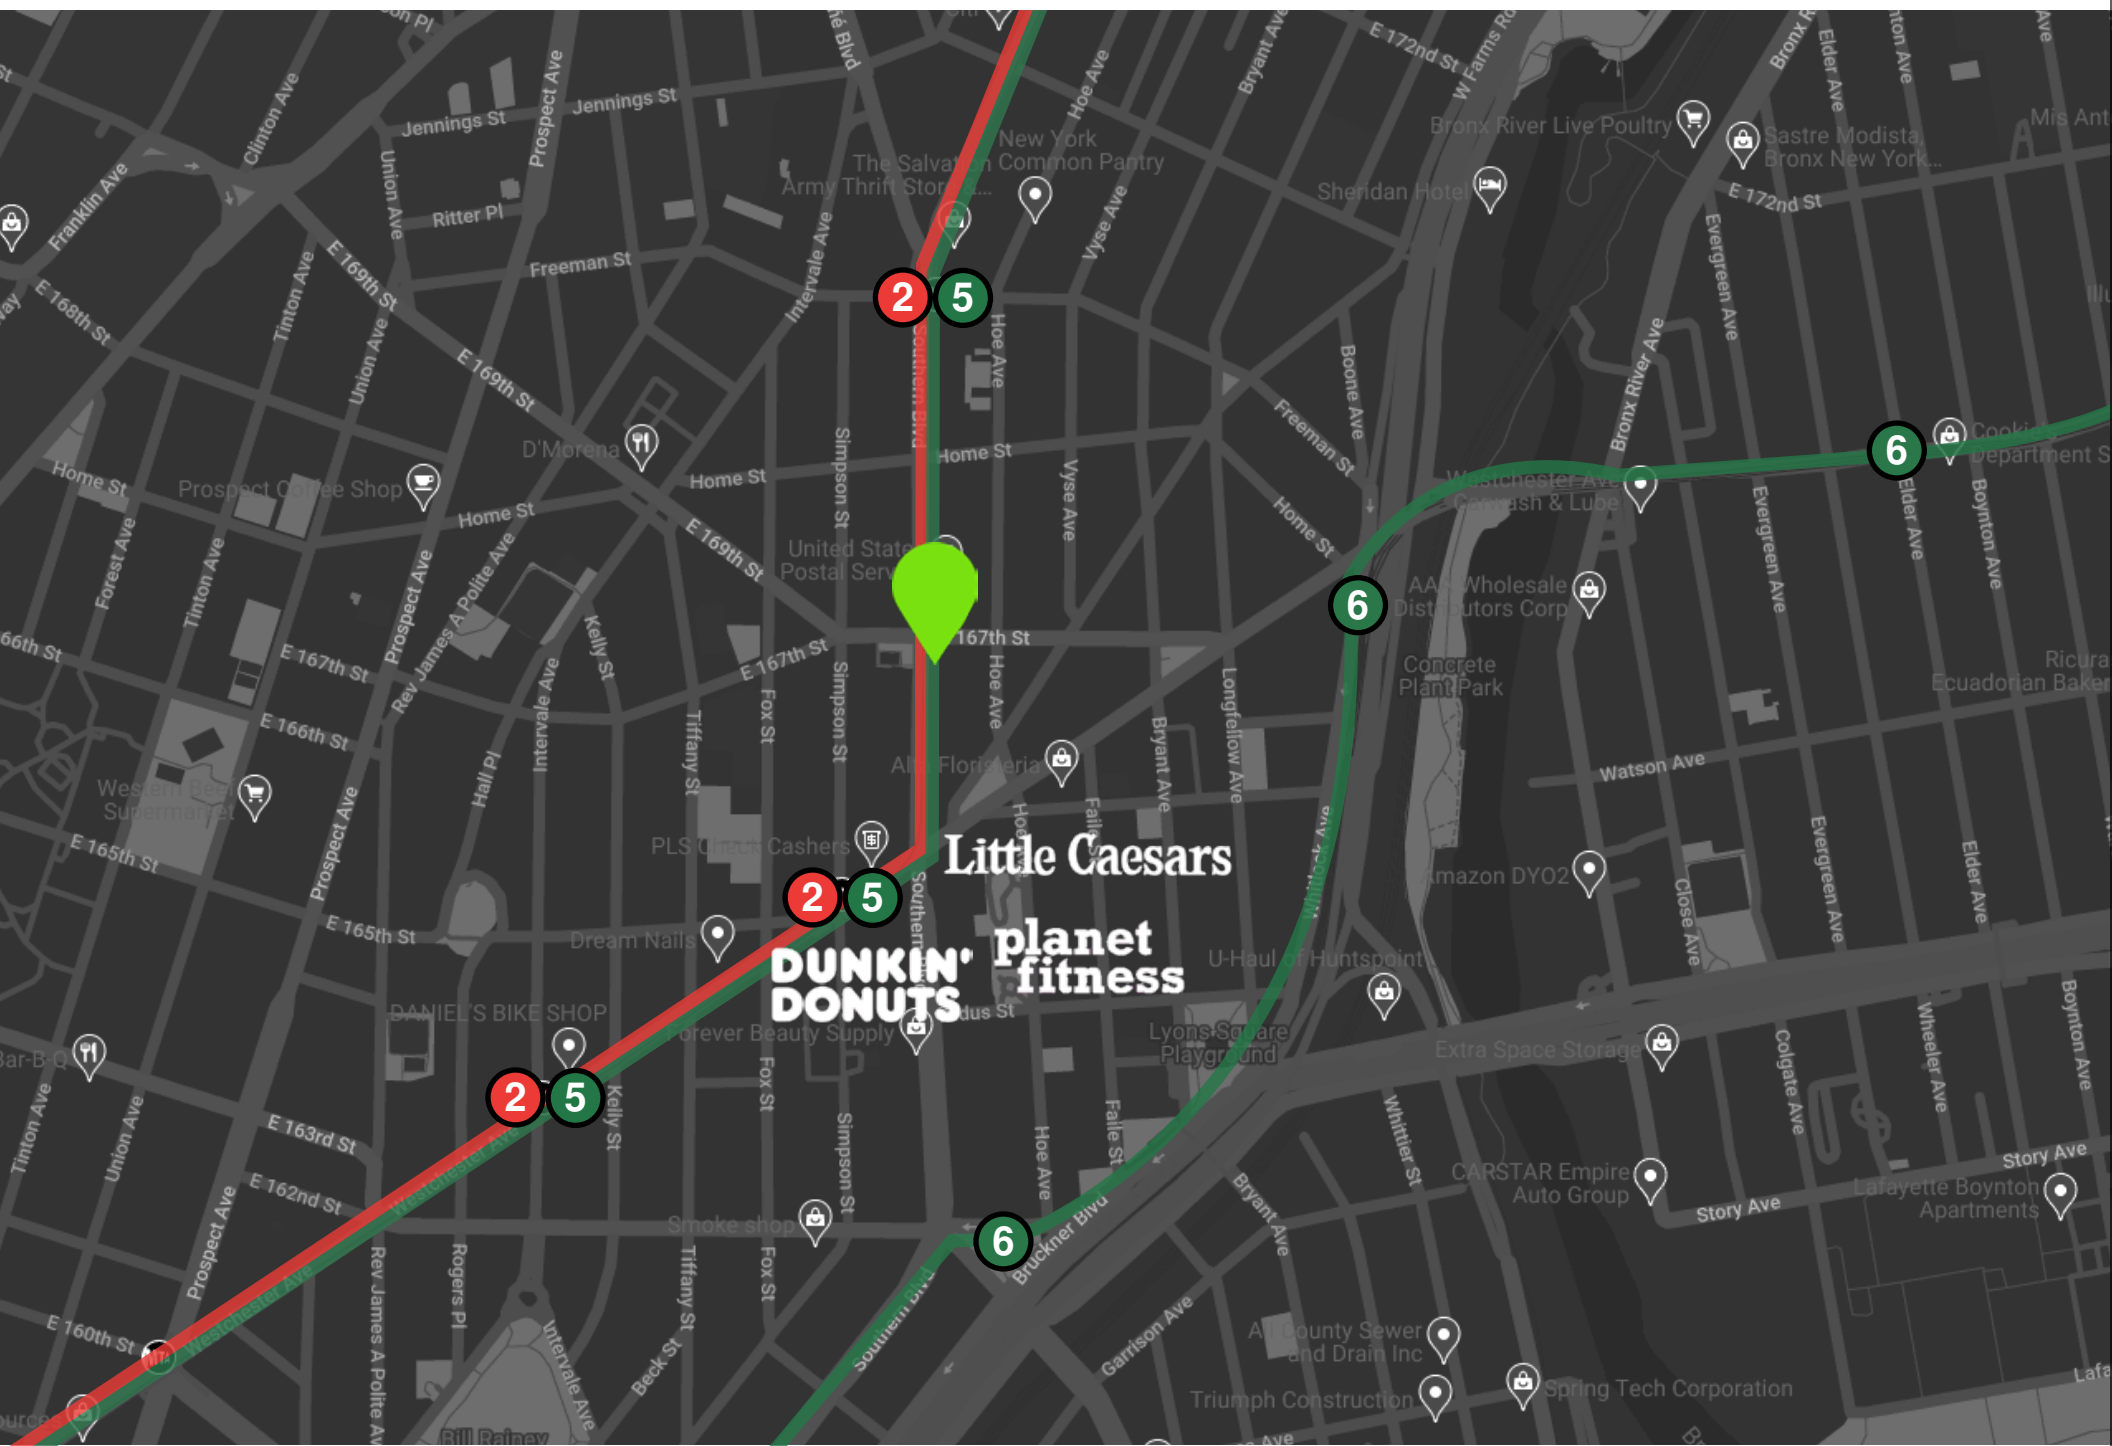 E 172nd St
W Farms Rd
Elder Ave
Bryant Ave
Hoe Ave
Clinton Ave
Prospect Ave
Jennings St
Jennings St
Bronx River Live Poultry
Sastre Modista,
Bronx New York...
New York
Common Pantry
The Salvation
Army Thrift Store &...
Union Ave
Franklin Ave
Ritter Pl
Sheridan Hotel
E 172nd St
Vyse Ave
Intervale Ave
Evergreen Ave
E 169th St
Freeman St
Tinton Ave
E 168th St
2
5
Hoe Ave
Southern Blvd
Boone Ave
Bronx River Ave
Union Ave
E 169th St
Freeman St
D'Morena
Home St
6
Home St
Simpson St
Home St
Prospect Coffee Shop
Vyse Ave
Westchester Ave
Carwash & Lube
Elder Ave
Boynton Ave
Evergreen Ave
Home St
Home St
E 169th St
Forest Ave
United States
Postal Service
Tinton Ave
Prospect Ave
Rev James A Polite Ave
6
AAA Wholesale
Distributors Corp
167th St
Kelly St
E 167th St
E 167th St
Concrete
Plant Park
Simpson St
Hoe Ave
Ecuadorian Baker
Longfellow Ave
Intervale Ave
Fox St
Tiffany St
E 166th St
Hall Pl
Bryant Ave
Watson Ave
Western Beef
Supermarket
Alta Floristeria
Prospect Ave
Whitlock Ave
E 165th St
PLS Check Cashers
Little Caesars
Evergreen Ave
Elder Ave
Amazon DYO2
Close Ave
2
5
E 165th St
Dream Nails
planet
fitness
DUNKIN'
DONUTS
U-Haul of Huntspoint
DANIEL'S BIKE SHOP
Forever Beauty Supply
Lyons Square
Playground
Extra Space Storage
Colgate Ave
Wheeler Ave
Boynton Ave
Bar-B-Q
Tinton Ave
Union Ave
2
5
Kelly St
Fox St
E 163rd St
Westchester Ave
Simpson St
Hoe Ave
Faile St
Whittier St
Story Ave
E 162nd St
CARSTAR Empire
Auto Group
Lafayette Boynton
Apartments
Story Ave
Prospect Ave
Smoke shop
6
Bryant Ave
Bruckner Blvd
Rogers Pl
Tiffany St
Fox St
Westchester Ave
Southern Blvd
E 160th St
Rev James A Polite Av
Intervale Ave
Beck St
Garrison Ave
All County Sewer
and Drain Inc
Triumph Construction
Spring Tech Corporation
Bill Rainey